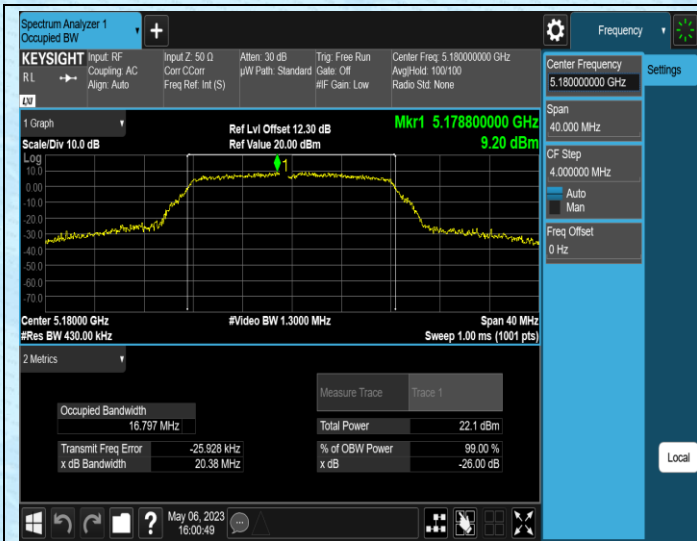 Spectrum Analyzer 1
Occupied BW
Frequency
KEYSIGHT
R L
LXI
Input: RF
Coupling: AC
Align: Auto
Input Z: 50 Ω
Corr CCorr
Freq Ref: Int (S)
Atten: 30 dB
µW Path: Standard
Trig: Free Run
Gate: Off
#IF Gain: Low
Center Freq: 5.180000000 GHz
Avg|Hold: 100/100
Radio Std: None
1 Graph
Scale/Div 10.0 dB
Ref Lvl Offset 12.30 dB
Ref Value 20.00 dBm
Mkr1 5.178800000 GHz
9.20 dBm
Log
10.0
0.00
-10.0
-20.0
-30.0
-40.0
-50.0
-60.0
-70.0
1
Center 5.18000 GHz
#Res BW 430.00 kHz
#Video BW 1.3000 MHz
Span 40 MHz
Sweep 1.00 ms (1001 pts)
2 Metrics
Measure Trace
Trace 1
Occupied Bandwidth
16.797 MHz
Total Power
22.1 dBm
Transmit Freq Error
-25.928 kHz
% of OBW Power
99.00 %
x dB Bandwidth
20.38 MHz
x dB
-26.00 dB
Center Frequency
5.180000000 GHz
Span
40.000 MHz
CF Step
4.000000 MHz
Auto
Man
Freq Offset
0 Hz
Settings
Local
?
May 06, 2023
16:00:49